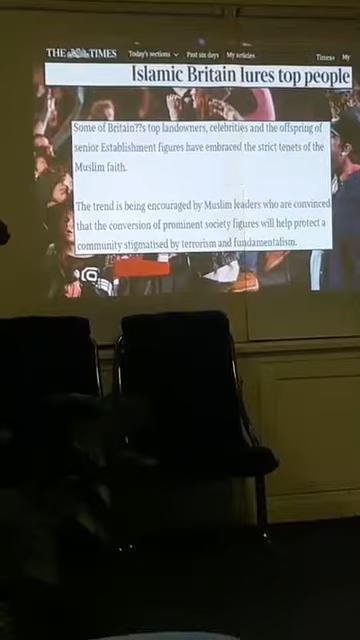 THE TIMES Today's sections Past six days My articles Times+ My
Islamic Britain lures top people
Some of Britain??s top landowners, celebrities and the offspring of
senior Establishment figures have embraced the strict tenets of the
Muslim faith.
The trend is being encouraged by Muslim leaders who are convinced
that the conversion of prominent society figures will help protect a
community stigmatised by terrorism and fundamentalism.